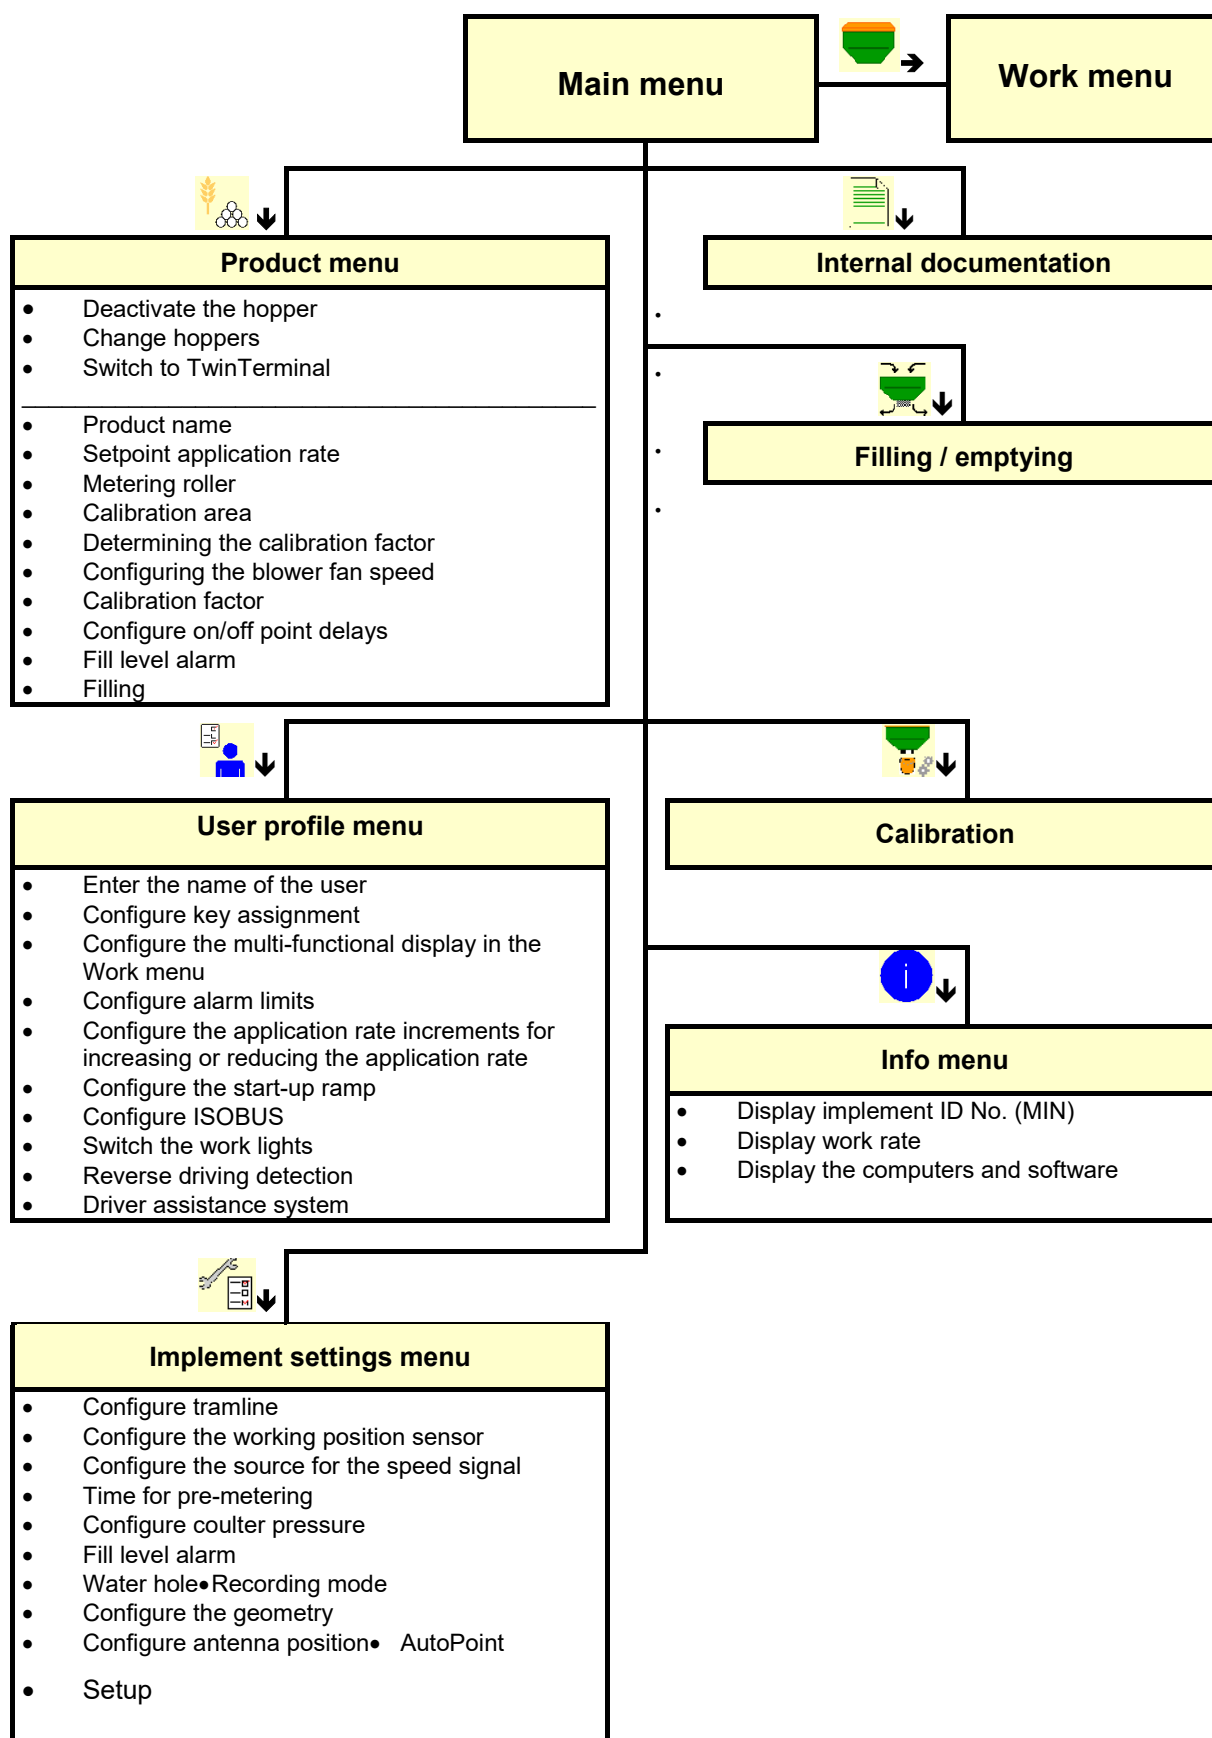 Main menu
Work menu
Product menu
• Deactivate the hopper
• Change hoppers
• Switch to TwinTerminal
• Product name
• Setpoint application rate
• Metering roller
• Calibration area
• Determining the calibration factor
• Configuring the blower fan speed
• Calibration factor
• Configure on/off point delays
• Fill level alarm
• Filling
Internal documentation
Filling / emptying
User profile menu
• Enter the name of the user
• Configure key assignment
• Configure the multi-functional display in the
Work menu
• Configure alarm limits
• Configure the application rate increments for
increasing or reducing the application rate
• Configure the start-up ramp
• Configure ISOBUS
• Switch the work lights
• Reverse driving detection
• Driver assistance system
Calibration
i
Info menu
• Display implement ID No. (MIN)
• Display work rate
• Display the computers and software
Implement settings menu
• Configure tramline
• Configure the working position sensor
• Configure the source for the speed signal
• Time for pre-metering
• Configure coulter pressure
• Fill level alarm
• Water hole• Recording mode
• Configure the geometry
• Configure antenna position• AutoPoint
• Setup